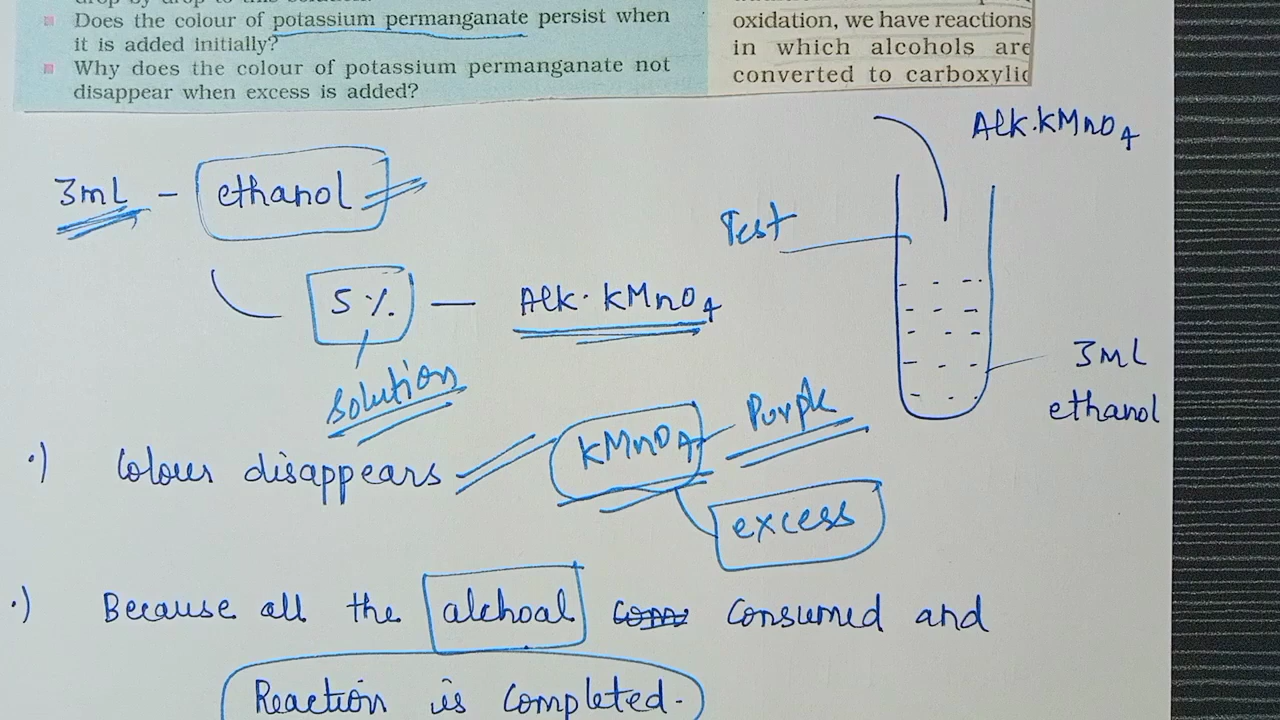 Does the colour of potassium permanganate persist when
it is added initially?
Why does the colour of potassium permanganate not
disappear when excess is added?
oxidation, we have reactions
in which alcohols are
converted to carboxylic
Alk. KMnO4
3mL - ethanol
Test
5% - Alk. KMnO4
solution
3mL
ethanol
·) Colour disappears KMnO4 Purple
excess
·) Because all the alchoal consumed and
Reaction is completed.